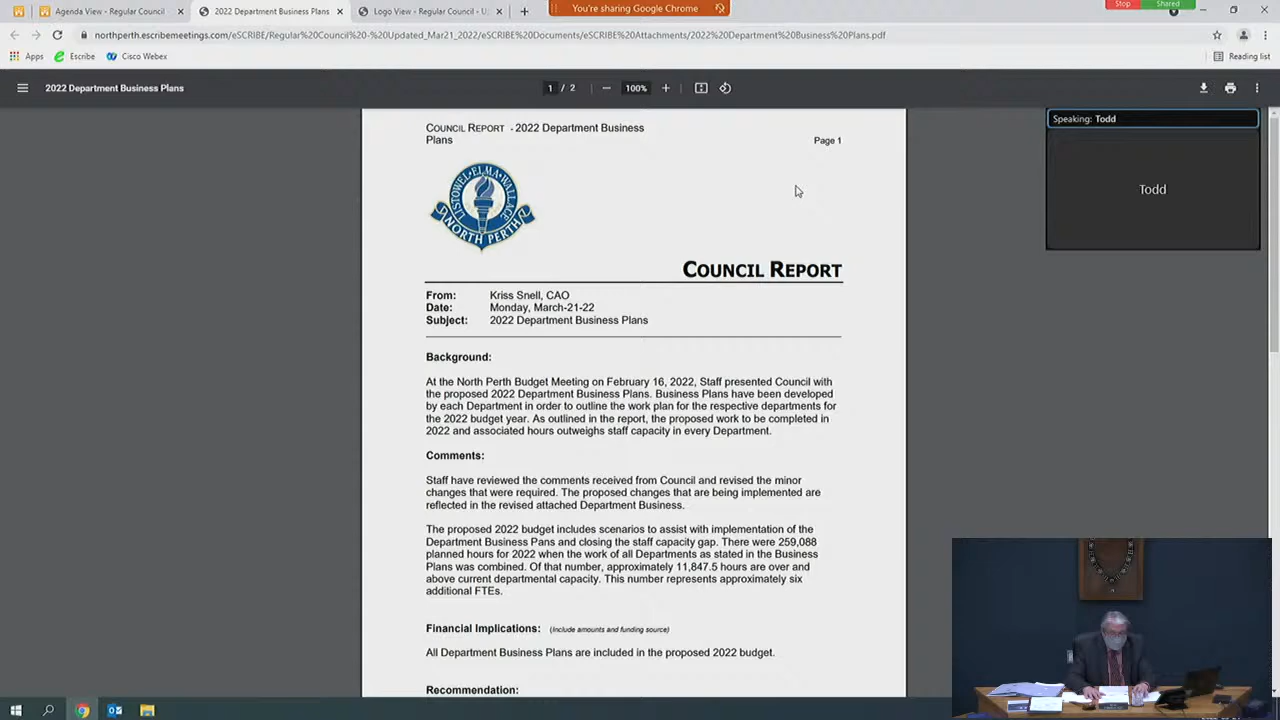 You're sharing Google Chrome
Stop
Shared
Agenda View - Regular Council
2022 Department Business Plans
Logo View - Regular Council - U
northperth.escribemeetings.com/eSCRIBE/Regular%20Council%20-%20Updated_Mar21_2022/eSCRIBE%20Documents/eSCRIBE%20Attachments/2022%20Department%20Business%20Plans.pdf
Apps
Escribe
Cisco Webex
Reading list
2022 Department Business Plans
1 / 2
100%
Speaking: Todd
Todd
COUNCIL REPORT - 2022 Department Business
Plans
Page 1
LISTOWEL·ELMA·WALLACE
NORTH PERTH
COUNCIL REPORT
From: Kriss Snell, CAO
Date: Monday, March-21-22
Subject: 2022 Department Business Plans
Background:
At the North Perth Budget Meeting on February 16, 2022, Staff presented Council with
the proposed 2022 Department Business Plans. Business Plans have been developed
by each Department in order to outline the work plan for the respective departments for
the 2022 budget year. As outlined in the report, the proposed work to be completed in
2022 and associated hours outweighs staff capacity in every Department.
Comments:
Staff have reviewed the comments received from Council and revised the minor
changes that were required. The proposed changes that are being implemented are
reflected in the revised attached Department Business.
The proposed 2022 budget includes scenarios to assist with implementation of the
Department Business Pans and closing the staff capacity gap. There were 259,088
planned hours for 2022 when the work of all Departments as stated in the Business
Plans was combined. Of that number, approximately 11,847.5 hours are over and
above current departmental capacity. This number represents approximately six
additional FTEs.
Financial Implications: (Include amounts and funding source)
All Department Business Plans are included in the proposed 2022 budget.
Recommendation: